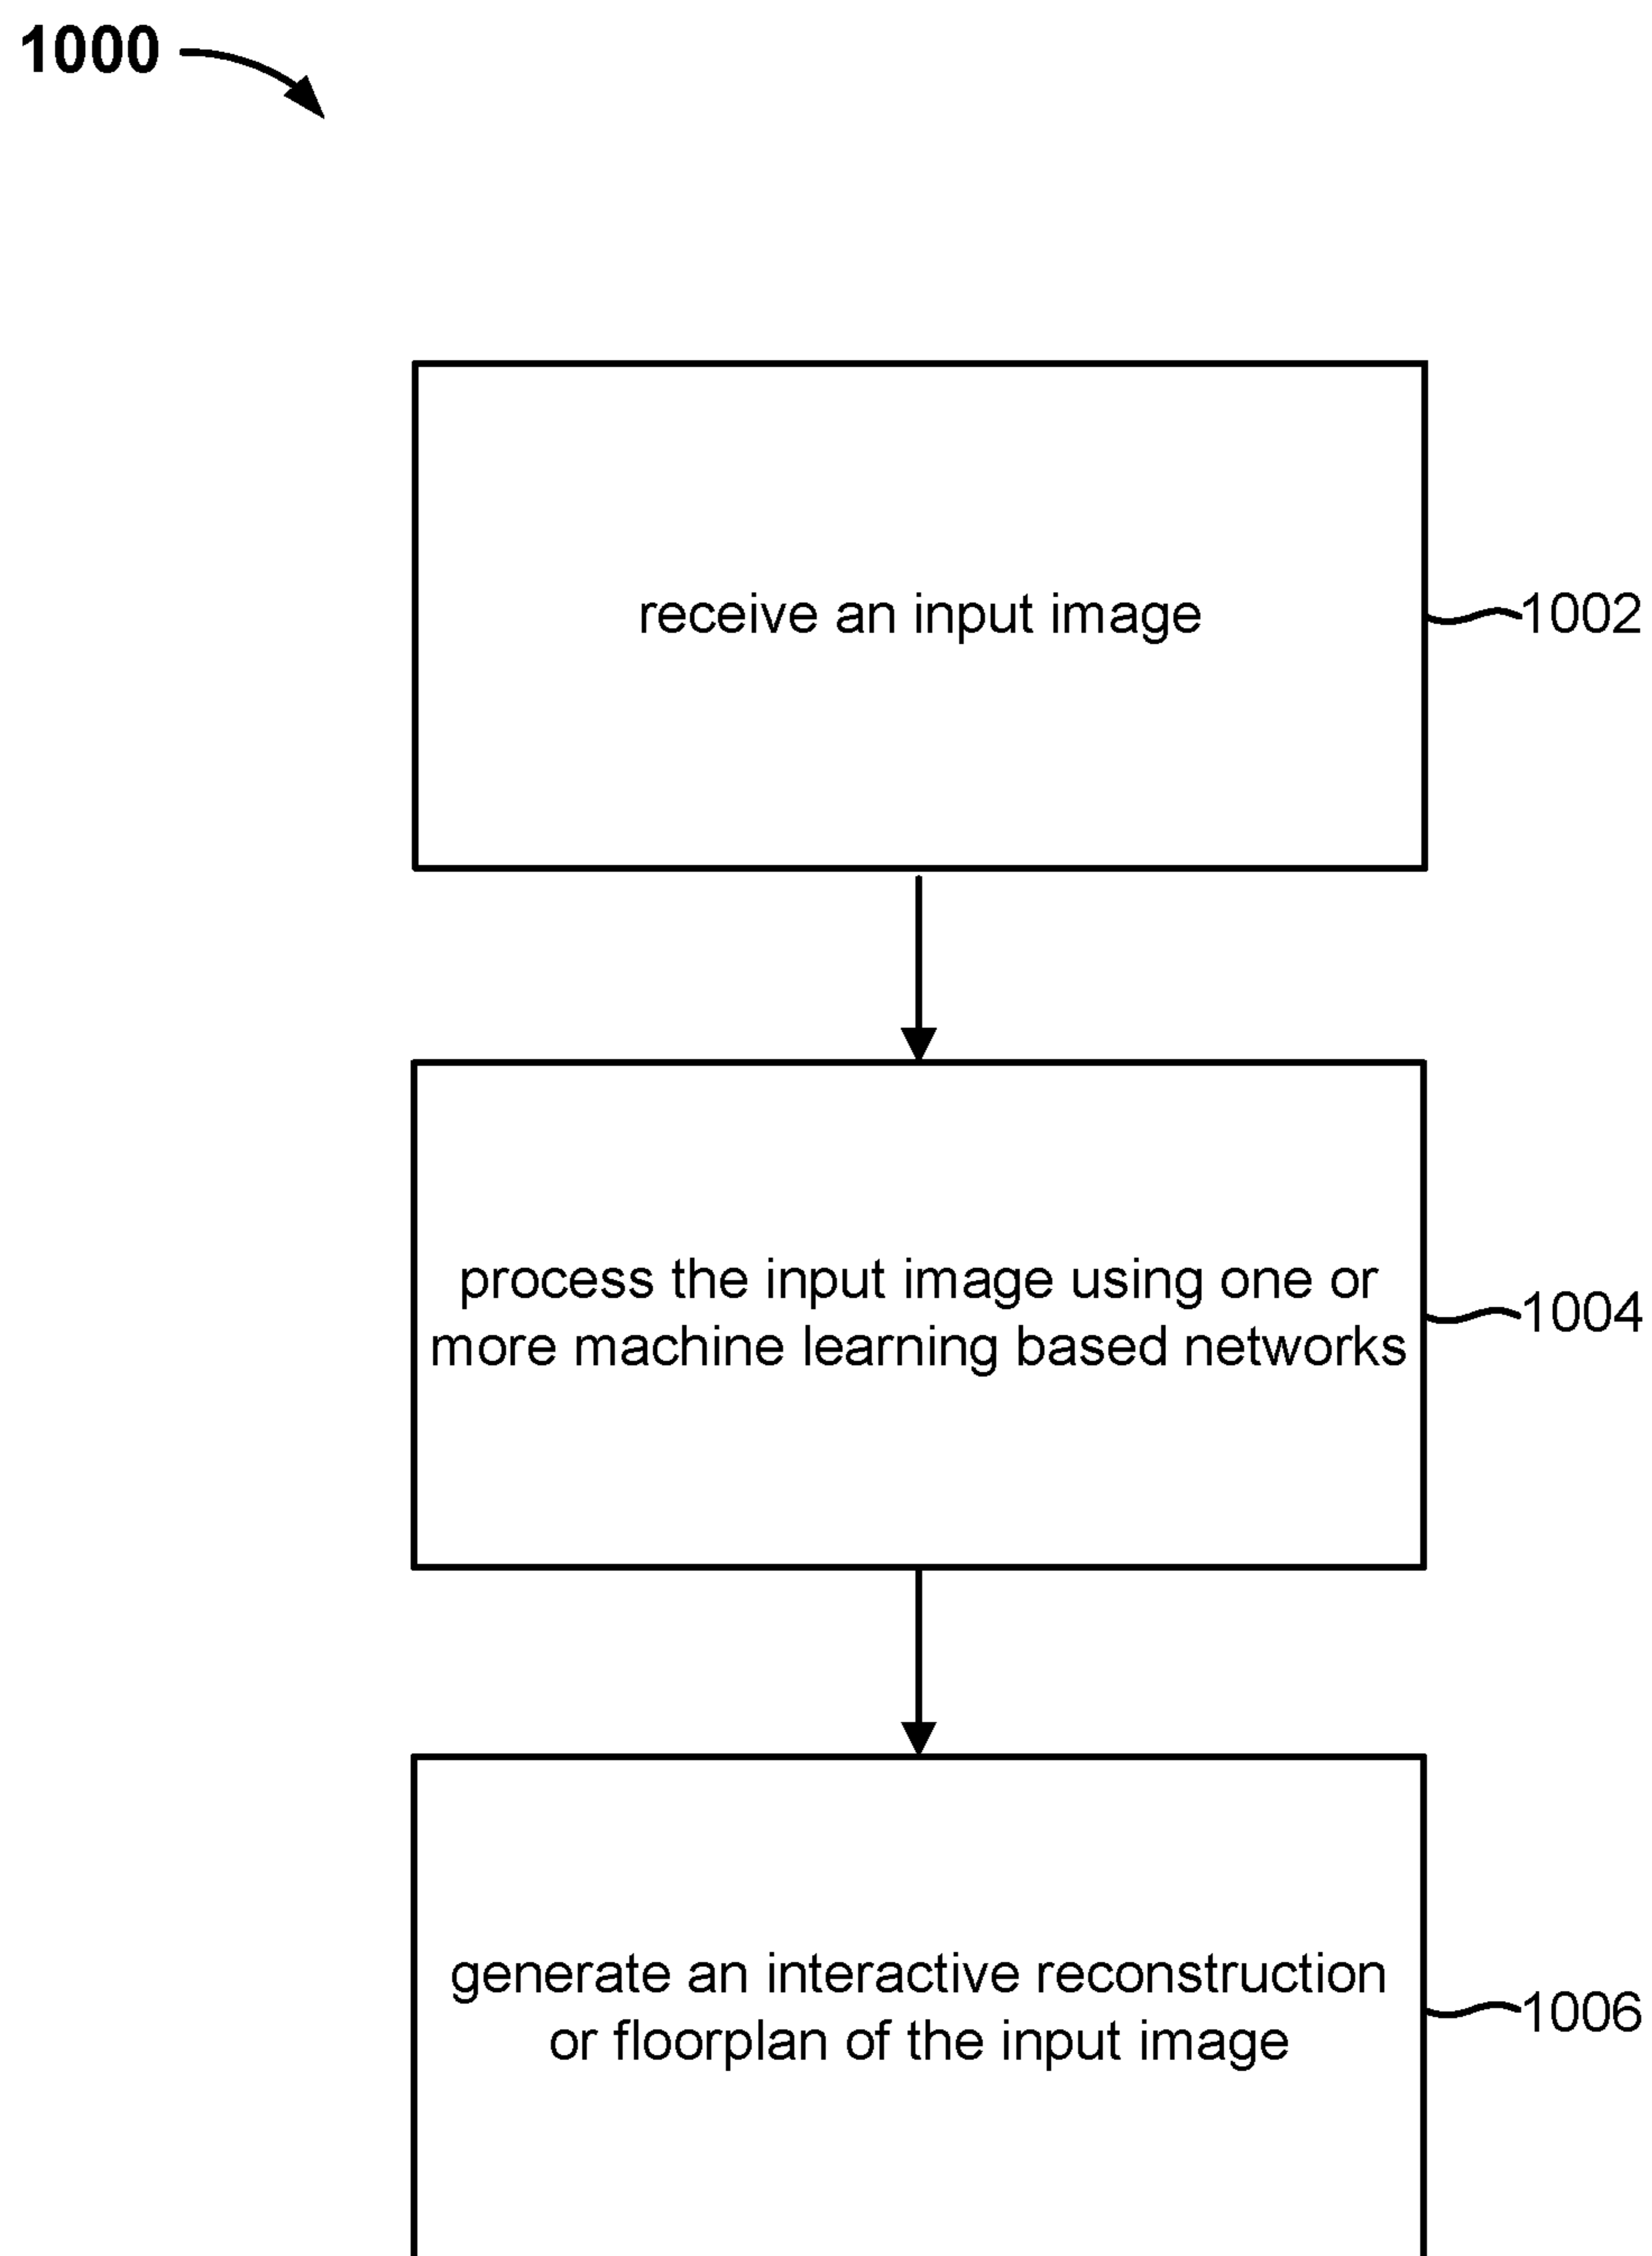 1000
receive an input image
1002
process the input image using one or
more machine learning based networks
1004
generate an interactive reconstruction
or floorplan of the input image
1006